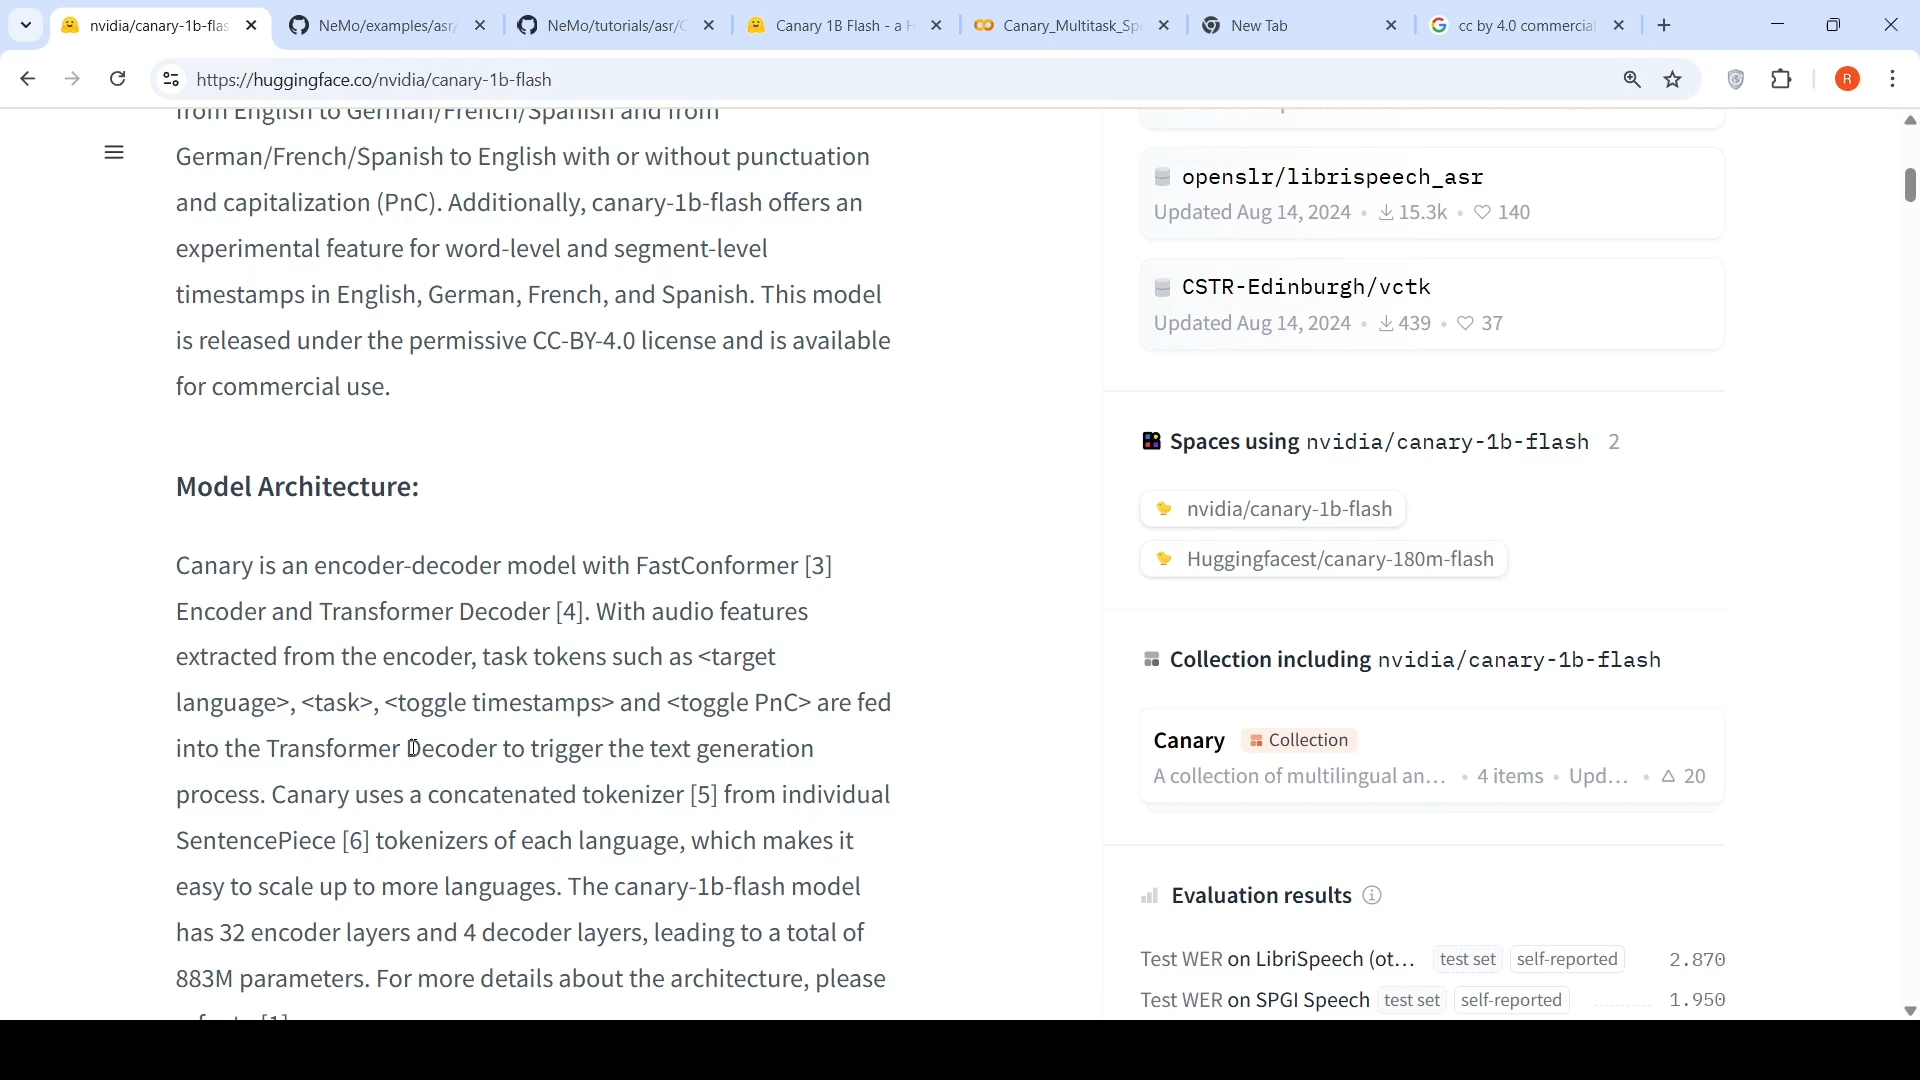 nvidia/canary-1b-flas
NeMo/examples/asr/
NeMo/tutorials/asr/C
Canary 1B Flash - a H
Canary_Multitask_Spe
New Tab
cc by 4.0 commercial
https://huggingface.co/nvidia/canary-1b-flash
R
from English to German/French/Spanish and from
German/French/Spanish to English with or without punctuation
and capitalization (PnC). Additionally, canary-1b-flash offers an
experimental feature for word-level and segment-level
timestamps in English, German, French, and Spanish. This model
is released under the permissive CC-BY-4.0 license and is available
for commercial use.
Model Architecture:
Canary is an encoder-decoder model with FastConformer [3]
Encoder and Transformer Decoder [4]. With audio features
extracted from the encoder, task tokens such as <target
language>, <task>, <toggle timestamps> and <toggle PnC> are fed
into the Transformer Decoder to trigger the text generation
process. Canary uses a concatenated tokenizer [5] from individual
SentencePiece [6] tokenizers of each language, which makes it
easy to scale up to more languages. The canary-1b-flash model
has 32 encoder layers and 4 decoder layers, leading to a total of
883M parameters. For more details about the architecture, please
openslr/librispeech_asr
Updated Aug 14, 2024 • 15.3k • 140
CSTR-Edinburgh/vctk
Updated Aug 14, 2024 • 439 • 37
Spaces using nvidia/canary-1b-flash 2
nvidia/canary-1b-flash
Huggingfacest/canary-180m-flash
Collection including nvidia/canary-1b-flash
Canary Collection
A collection of multilingual an... • 4 items • Upd... • 20
Evaluation results
Test WER on LibriSpeech (ot... test set self-reported 2.870
Test WER on SPGI Speech test set self-reported 1.950